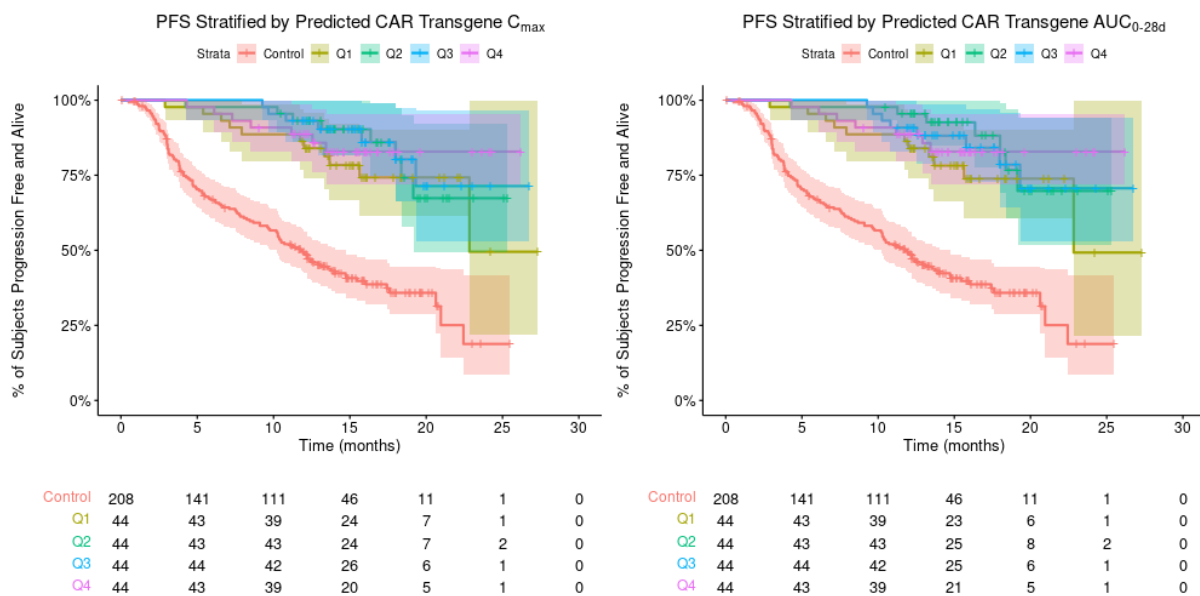 PFS Stratified by Predicted CAR Transgene Cmax
Strata Control Q1 Q2 Q3 Q4
% of Subjects Progression Free and Alive
100%
75%
50%
25%
0%
0 5 10 15 20 25 30
Time (months)
Control 208 141 111 46 11 1 0
Q1 44 43 39 24 7 1 0
Q2 44 43 43 24 7 2 0
Q3 44 44 42 26 6 1 0
Q4 44 43 39 20 5 1 0
PFS Stratified by Predicted CAR Transgene AUC0-28d
Strata Control Q1 Q2 Q3 Q4
% of Subjects Progression Free and Alive
100%
75%
50%
25%
0%
0 5 10 15 20 25 30
Time (months)
Control 208 141 111 46 11 1 0
Q1 44 43 39 23 6 1 0
Q2 44 43 43 25 8 2 0
Q3 44 44 42 25 6 1 0
Q4 44 43 39 21 5 1 0